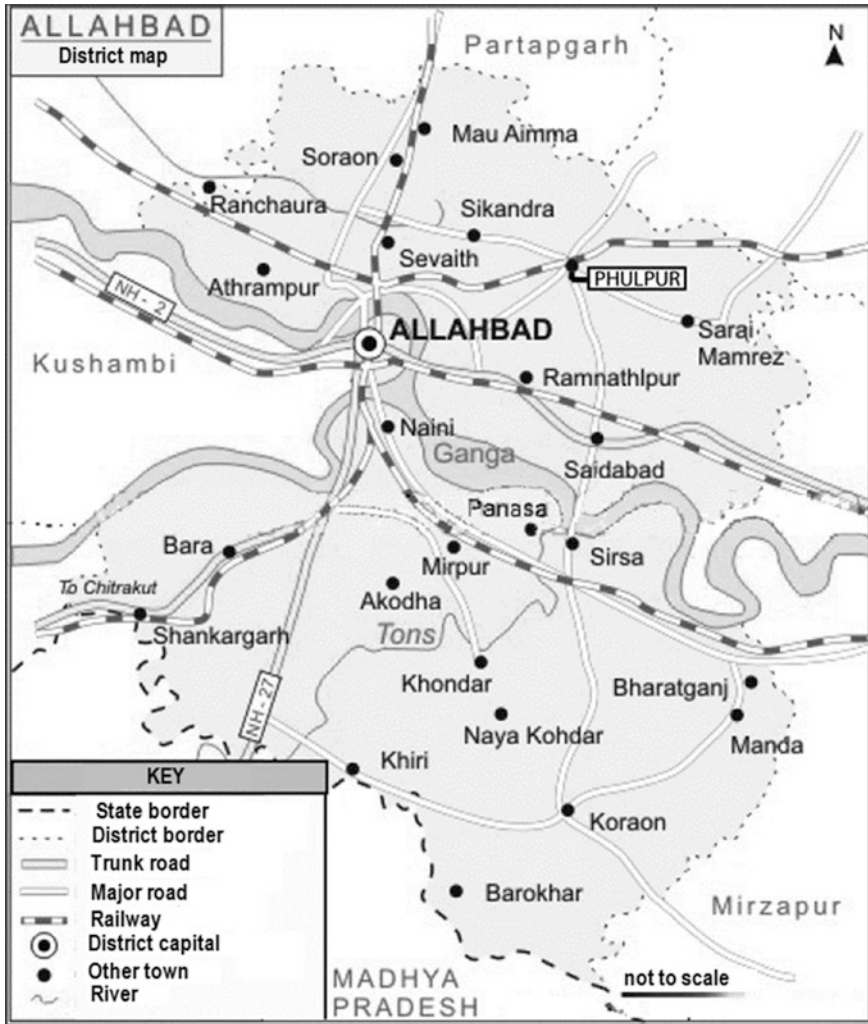 ALLAHBAD
District map
Partapgarh
N
Mau Aimma
Soraon
Ranchaura
Sikandra
Sevaith
Athrampur
PHULPUR
NH - 2
ALLAHBAD
Sarai
Mamrez
Kushambi
Ramnathlpur
Naini
Ganga
Saidabad
Panasa
Bara
Mirpur
Sirsa
To Chitrakut
Akodha
Shankargarh
Tons
Khondar
Bharatganj
NH - 27
Naya Kohdar
Manda
Khiri
KEY
State border
District border
Trunk road
Major road
Railway
District capital
Other town
River
Koraon
Barokhar
Mirzapur
MADHYA
PRADESH
not to scale